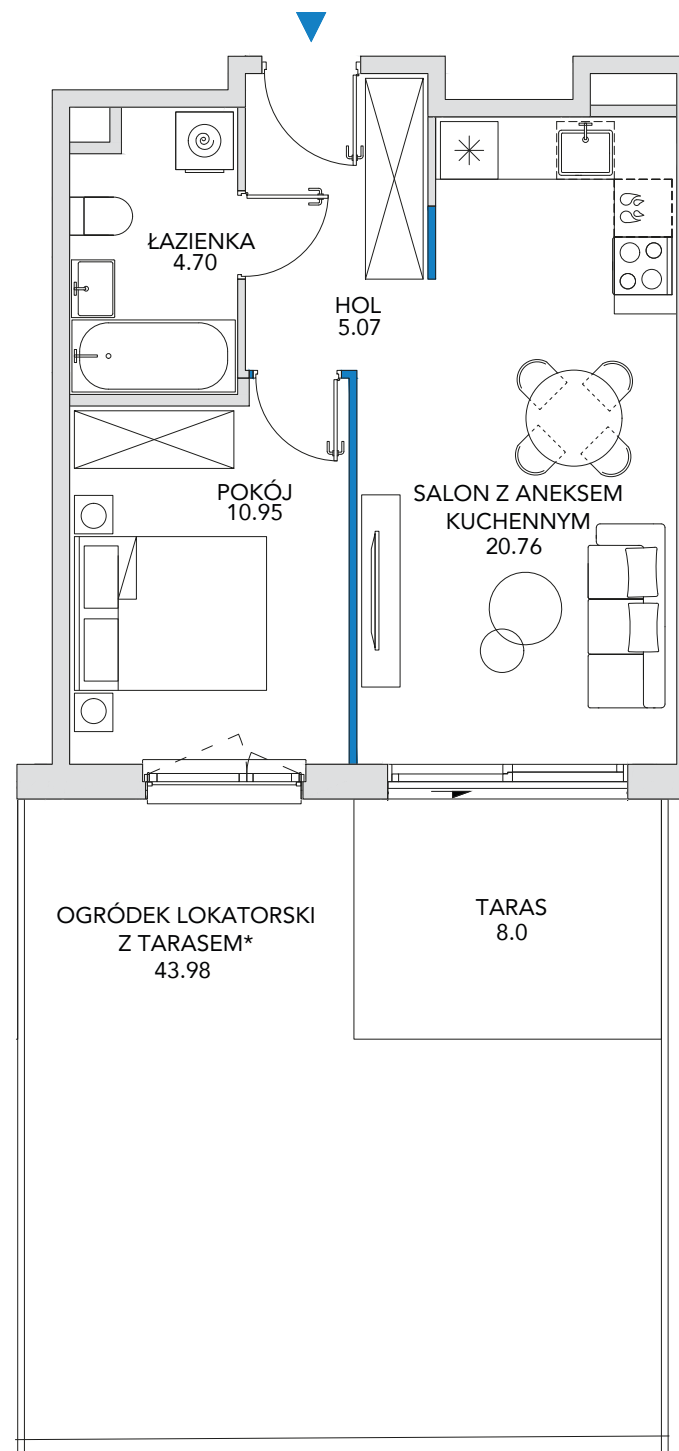 ŁAZIENKA
4.70
HOL
5.07
POKÓJ
10.95
SALON Z ANEKSEM
KUCHENNYM
20.76
OGRÓDEK LOKATORSKI
Z TARASEM*
43.98
TARAS
8.0